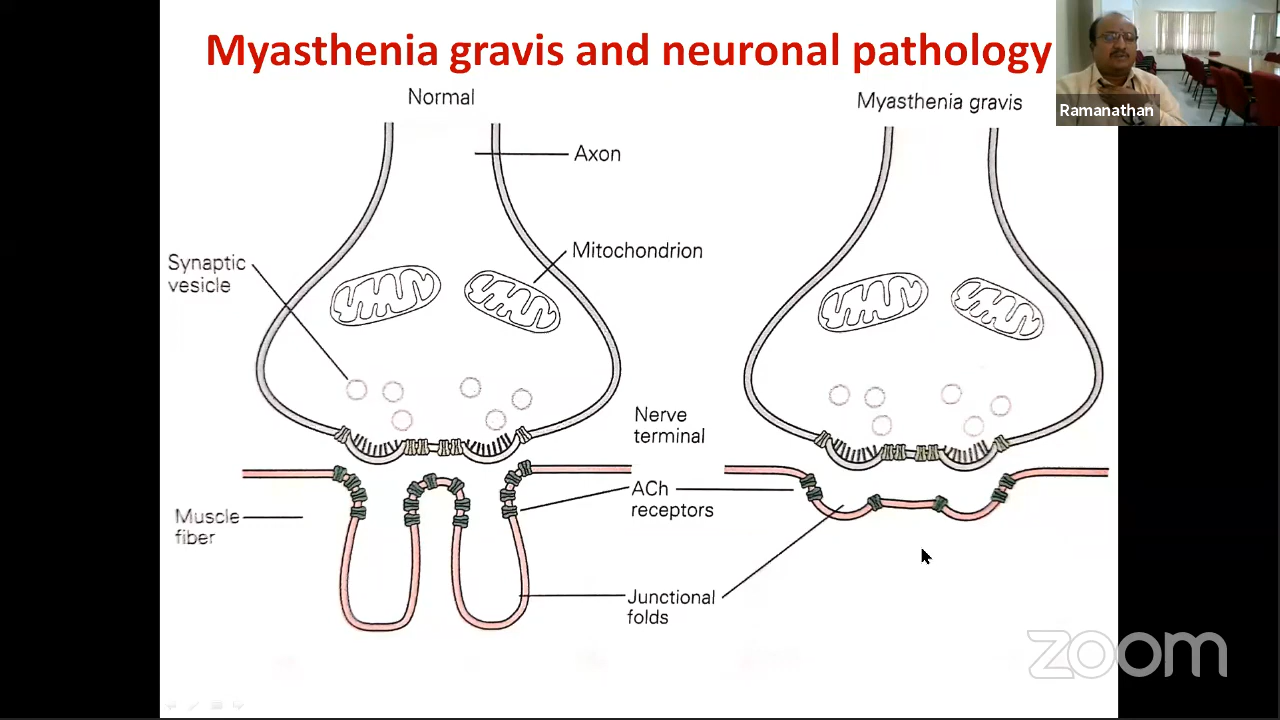 Myasthenia gravis and neuronal pathology
Ramanathan
Normal
Myasthenia gravis
Axon
Mitochondrion
Synaptic
vesicle
Nerve
terminal
ACh
receptors
Muscle
fiber
Junctional
folds
zoom